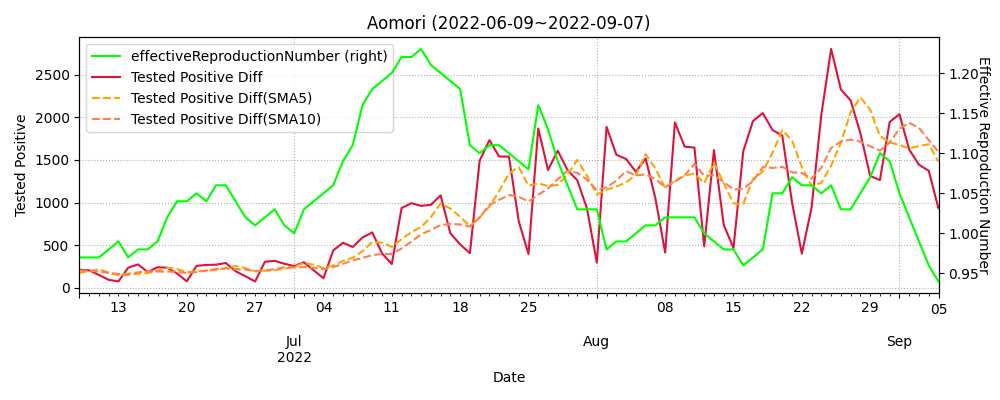 Aomori (2022-06-09~2022-09-07)
effectiveReproductionNumber (right)
Tested Positive Diff
Tested Positive Diff(SMA5)
Tested Positive Diff(SMA10)
Tested Positive
2500
2000
1500
1000
500
0
1.20
1.15
1.10
1.05
1.00
0.95
Effective Reproduction Number
13 20 27 04 11 18 25 08 15 22 29 05
Jul Aug Sep
2022
Date